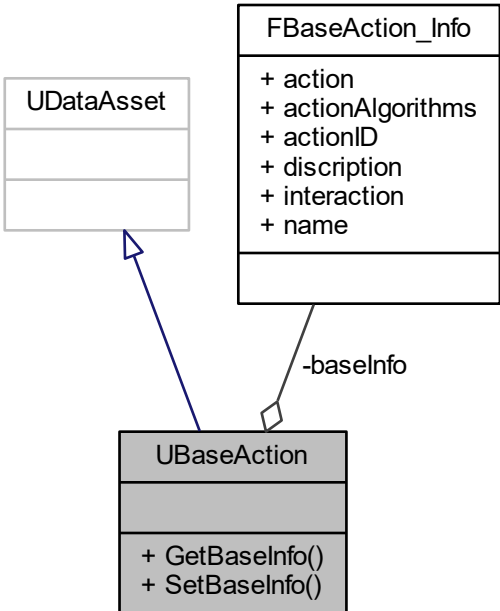 FBaseAction_Info
+ action
+ actionAlgorithms
+ actionID
+ discription
+ interaction
+ name
UDataAsset
-baseInfo
UBaseAction
+ GetBaseInfo()
+ SetBaseInfo()